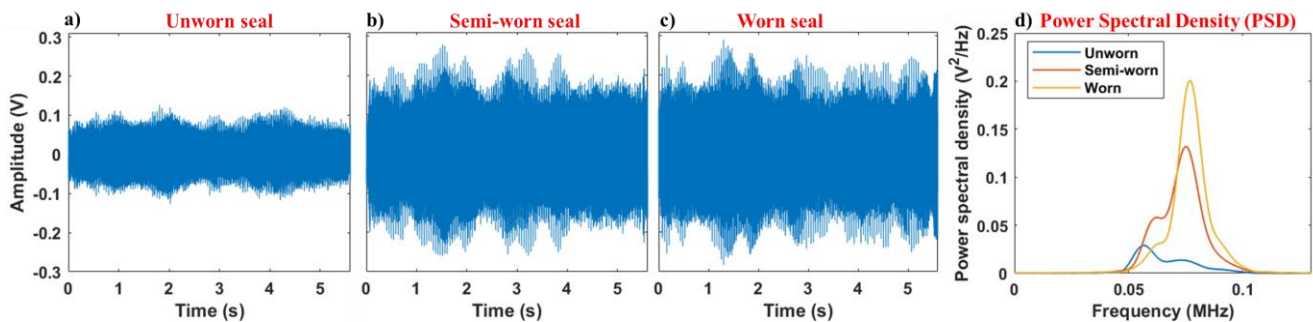 a) Unworn seal
b) Semi-worn seal
c) Worn seal
d) Power Spectral Density (PSD)
Amplitude (V)
0.3
0.2
0.1
0
-0.1
-0.2
-0.3
0 1 2 3 4 5
Time (s)
0 1 2 3 4 5
Time (s)
0 1 2 3 4 5
Time (s)
Power spectral density (V²/Hz)
0.25
0.2
0.15
0.1
0.05
0
Unworn
Semi-worn
Worn
0 0.05 0.1
Frequency (MHz)